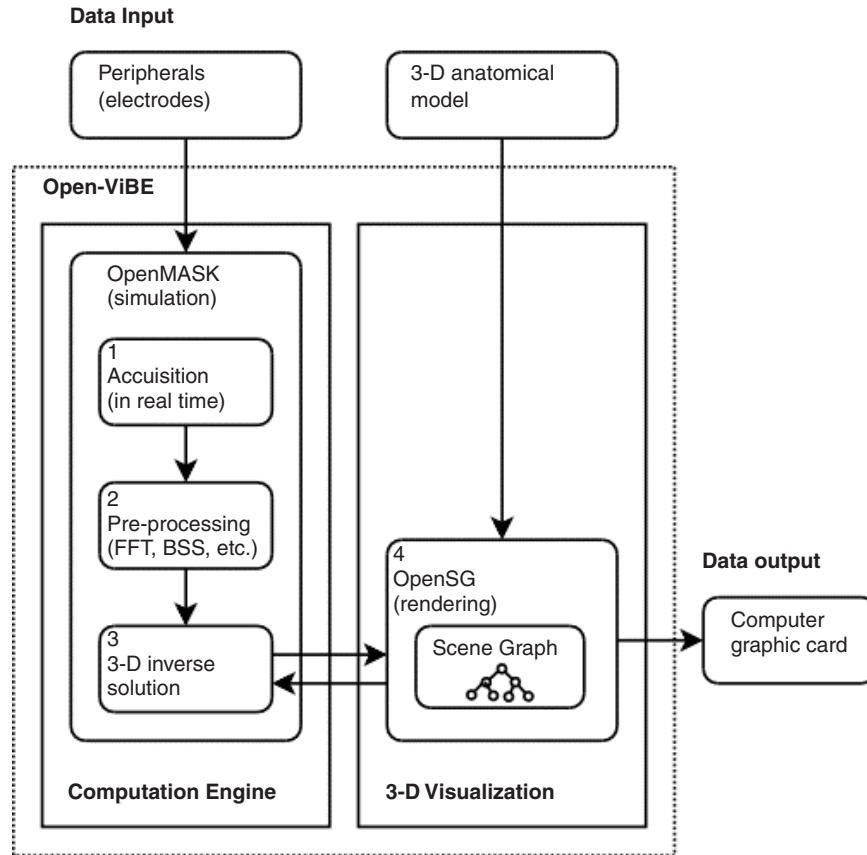 Data Input
Peripherals
(electrodes)
3-D anatomical
model
Open-ViBE
OpenMASK
(simulation)
1
Accuisition
(in real time)
2
Pre-processing
(FFT, BSS, etc.)
3
3-D inverse
solution
Computation Engine
4
OpenSG
(rendering)
Scene Graph
3-D Visualization
Data output
Computer
graphic card